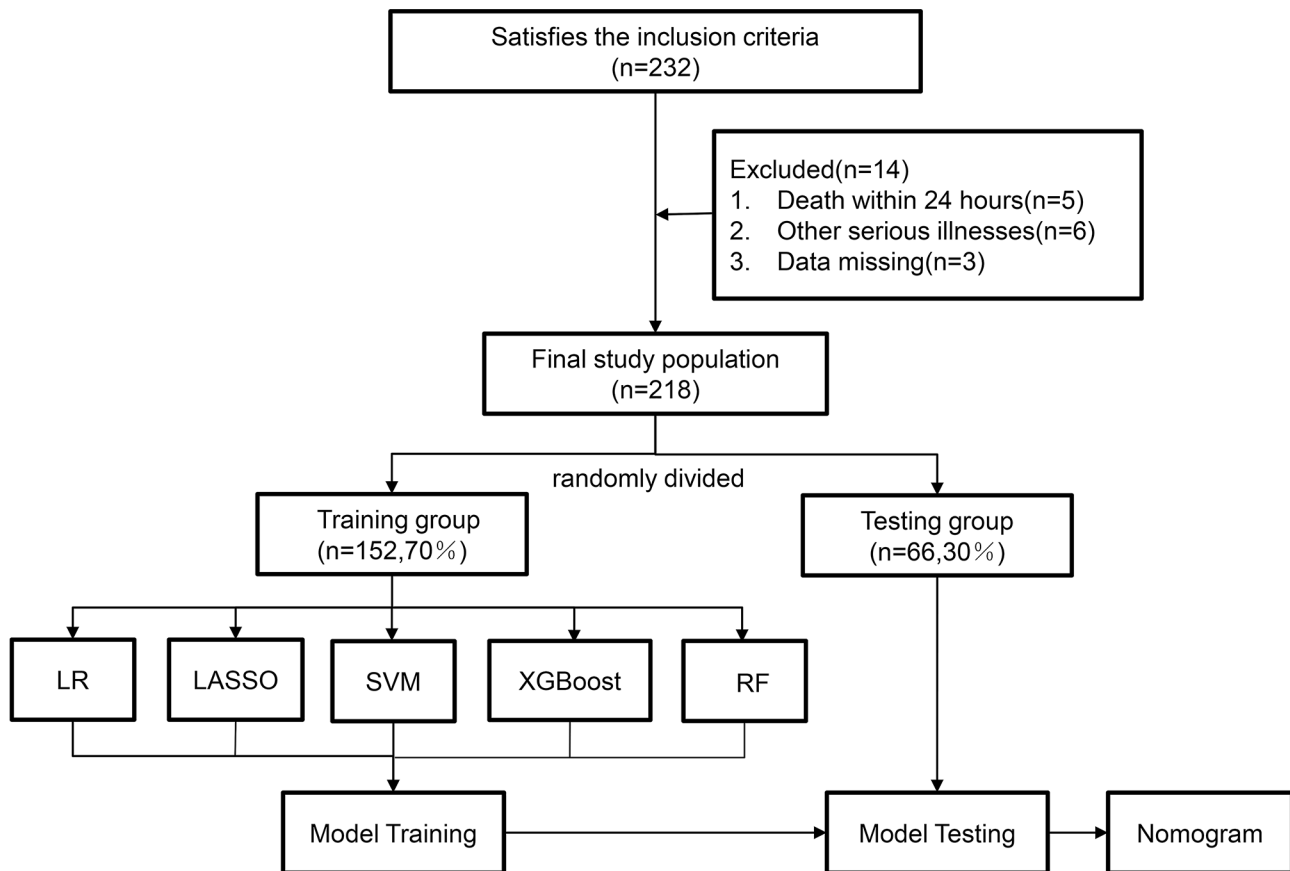 Satisfies the inclusion criteria
(n=232)
Excluded(n=14)
1. Death within 24 hours(n=5)
2. Other serious illnesses(n=6)
3. Data missing(n=3)
Final study population
(n=218)
randomly divided
Training group
(n=152,70%)
Testing group
(n=66,30%)
LR
LASSO
SVM
XGBoost
RF
Model Training
Model Testing
Nomogram